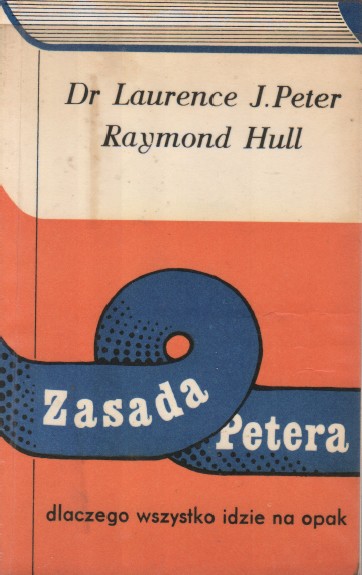 Dr Laurence J. Peter
Raymond Hull
Zasada
Petera
dlaczego wszystko idzie na opak